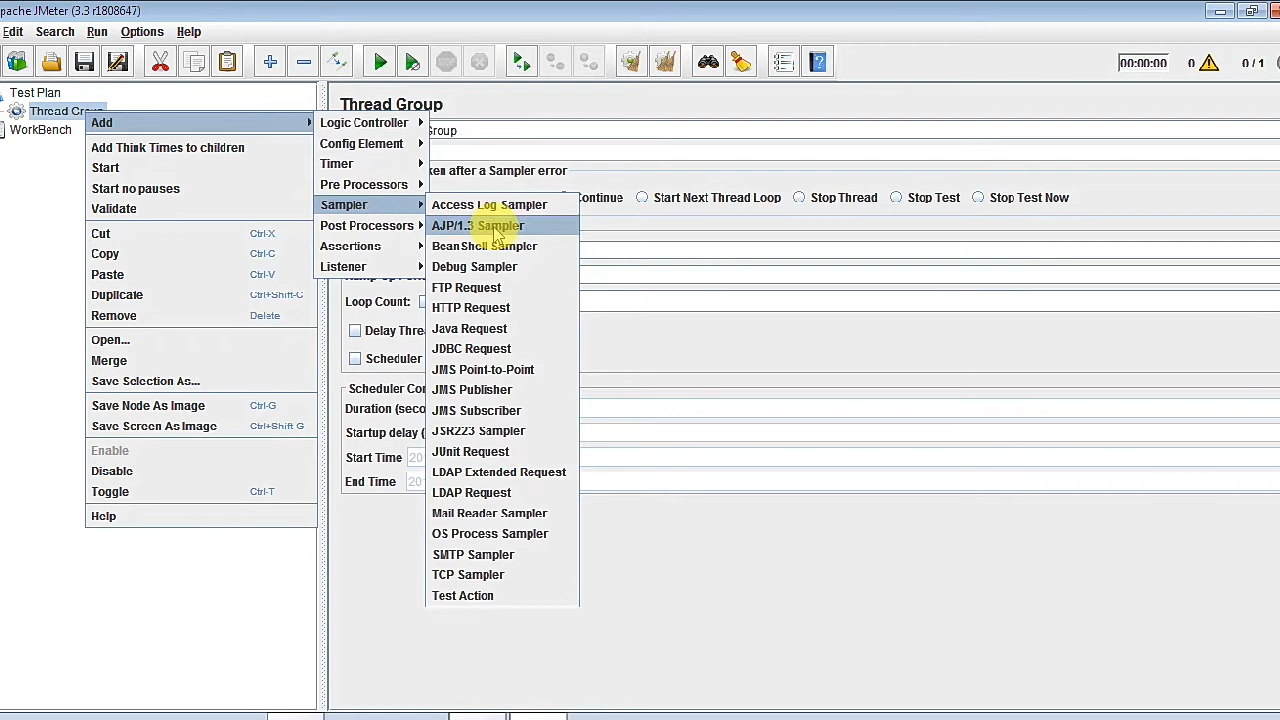 pache JMeter (3.3 r1808647)
Edit Search Run Options Help
00:00:00 0 0 / 1
Test Plan
Thread Group
WorkBench
Add
Add Think Times to children
Start
Start no pauses
Validate
Cut Ctrl-X
Copy Ctrl-C
Paste Ctrl-V
Duplicate Ctrl+Shift-C
Remove Delete
Open...
Merge
Save Selection As...
Save Node As Image Ctrl-G
Save Screen As Image Ctrl+Shift G
Enable
Disable
Toggle Ctrl-T
Help
Logic Controller
Config Element
Timer
Pre Processors
Sampler
Post Processors
Assertions
Listener
Access Log Sampler
AJP/1.3 Sampler
BeanShell Sampler
Debug Sampler
FTP Request
HTTP Request
Java Request
JDBC Request
JMS Point-to-Point
JMS Publisher
JMS Subscriber
JSR223 Sampler
JUnit Request
LDAP Extended Request
LDAP Request
Mail Reader Sampler
OS Process Sampler
SMTP Sampler
TCP Sampler
Test Action
Thread Group
Group
ken after a Sampler error
Continue Start Next Thread Loop Stop Thread Stop Test Stop Test Now
Loop Count:
Delay Thre
Scheduler
Scheduler Co
Duration (seco
Startup delay (
Start Time 20
End Time 20